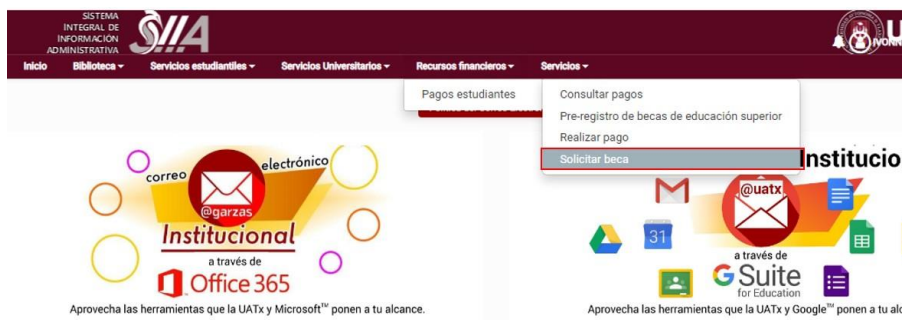 SISTEMA
INTEGRAL DE
INFORMACIÓN
ADMINISTRATIVA
SIIA
Inicio Biblioteca Servicios estudiantiles Servicios Universitarios Recursos financieros Servicios
Pagos estudiantes
Consultar pagos
Pre-registro de becas de educación superior
Realizar pago
Solicitar beca
correo electrónico
@garzas
Institucional
a través de
Office 365
Aprovecha las herramientas que la UATx y Microsoft™ ponen a tu alcance.
nstitucio
@uatx
31
a través de
G Suite
for Education
Aprovecha las herramientas que la UATx y Google™ ponen a tu alc